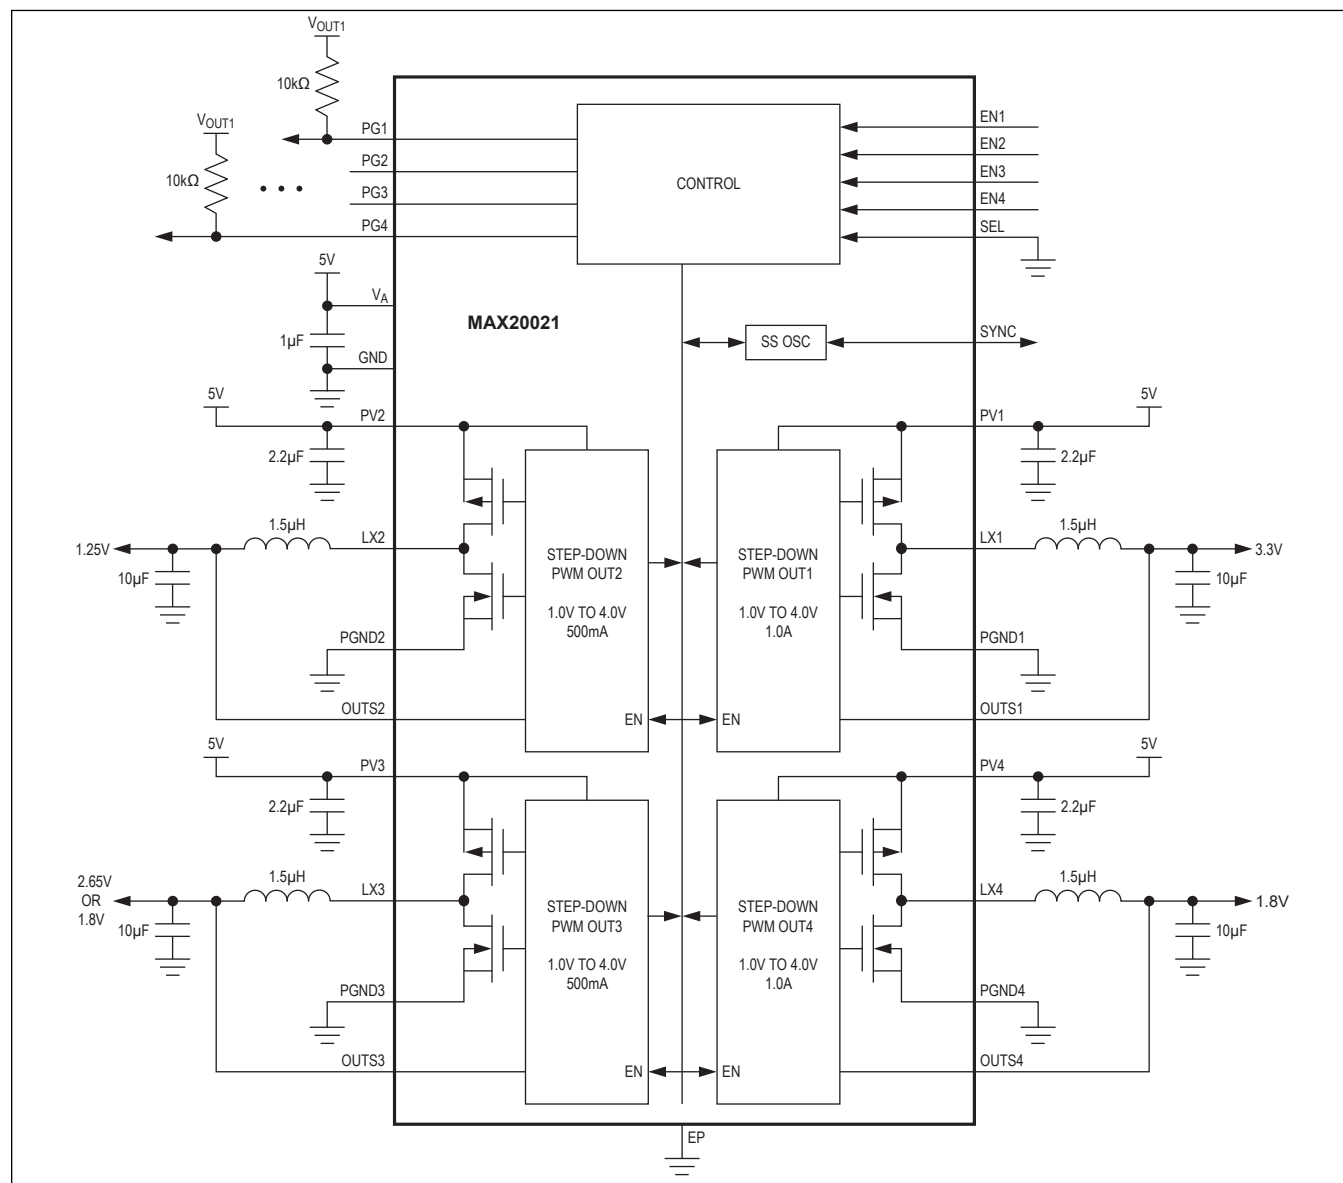 VOUT1
10kΩ
VOUT1
10kΩ
PG1
PG2
PG3
PG4
CONTROL
EN1
EN2
EN3
EN4
SEL
5V
VA
1µF
GND
MAX20021
SS OSC
SYNC
5V
PV2
2.2µF
PV1
5V
2.2µF
1.25V
10µF
1.5µH
LX2
STEP-DOWN
PWM OUT2
1.0V TO 4.0V
500mA
EN
PGND2
OUTS2
STEP-DOWN
PWM OUT1
1.0V TO 4.0V
1.0A
EN
LX1
1.5µH
3.3V
10µF
PGND1
OUTS1
5V
PV3
2.2µF
PV4
5V
2.2µF
2.65V
OR
1.8V
10µF
1.5µH
LX3
STEP-DOWN
PWM OUT3
1.0V TO 4.0V
500mA
EN
PGND3
OUTS3
STEP-DOWN
PWM OUT4
1.0V TO 4.0V
1.0A
EN
LX4
1.5µH
1.8V
10µF
PGND4
OUTS4
EP